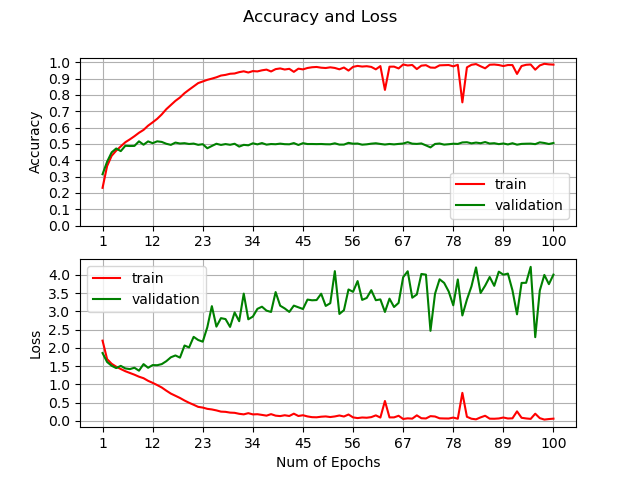 Accuracy and Loss
1.0
0.9
0.8
0.7
0.6
0.5
0.4
0.3
0.2
0.1
0.0
Accuracy
train
validation
1 12 23 34 45 56 67 78 89 100
4.0
3.5
3.0
2.5
2.0
1.5
1.0
0.5
0.0
Loss
train
validation
1 12 23 34 45 56 67 78 89 100
Num of Epochs